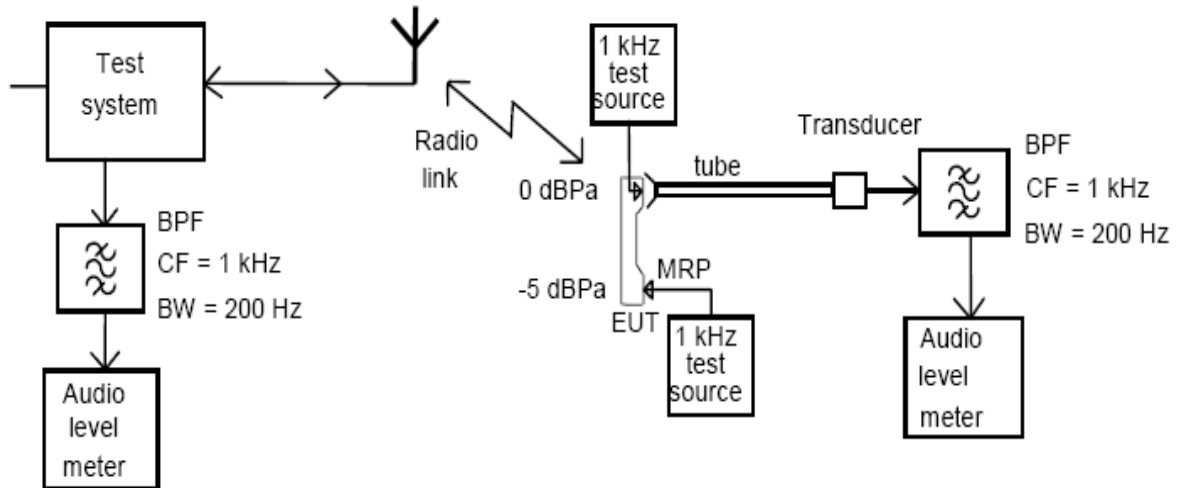 Test
system
BPF
CF = 1 kHz
BW = 200 Hz
Audio
level
meter
Radio
link
1 kHz
test
source
0 dBPa
tube
Transducer
-5 dBPa
MRP
EUT
1 kHz
test
source
BPF
CF = 1 kHz
BW = 200 Hz
Audio
level
meter